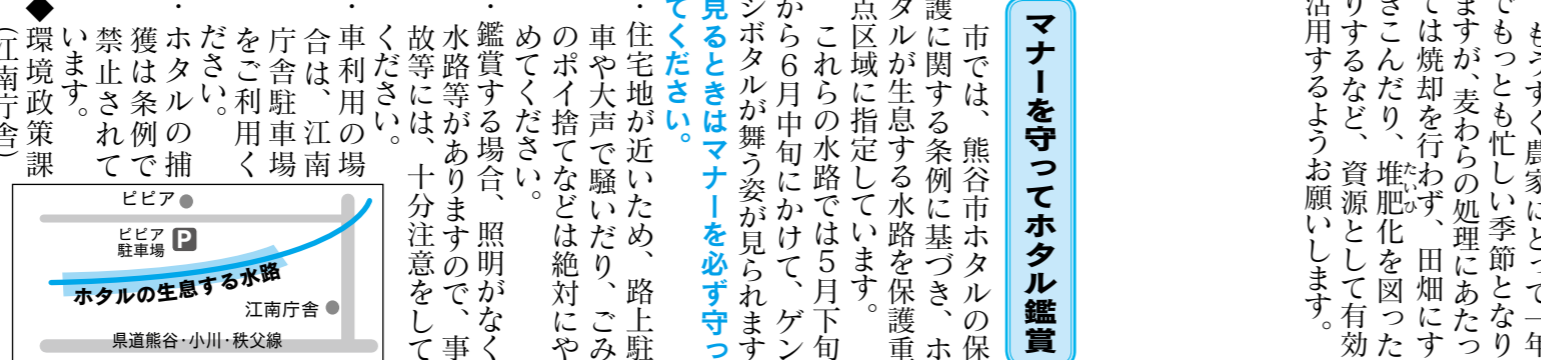 もうすぐ農家にとって一年
でもっとも忙しい季節となり
ますが、麦わらの処理にあたっ
ては焼却を行わず、田畑にす
きこんだり、堆肥化を図った
たいひ
りするなど、資源として有効
活用するようお願いします。
マナーを守ってホタル鑑賞
市では、熊谷市ホタルの保
護に関する条例に基づき、ホ
タルが生息する水路を保護重
点区域に指定しています。
これらの水路では5月下旬
から6月中旬にかけて、ゲン
ジボタルが舞う姿が見られます
見るときはマナーを必ず守っ
てください。
・住宅地が近いため、路上駐
車や大声で騒いだり、ごみ
のポイ捨てなどは絶対にや
めてください。
・鑑賞する場合、照明がなく
水路等がありますので、事
故等には、十分注意をして
ください。
・車利用の場
合は、江南
庁舎駐車場
をご利用く
ださい。
・ホタルの捕
獲は条例で
禁止されて
います。
◆環境政策課
(江南庁舎)
ピピア
ピピア
駐車場
P
ホタルの生息する水路
江南庁舎
県道熊谷・小川・秩父線